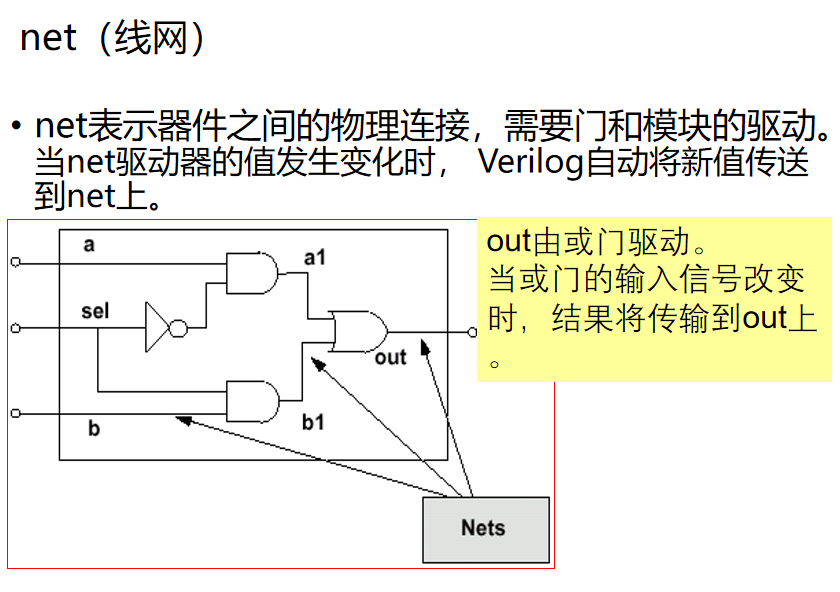 net（线网）
• net表示器件之间的物理连接，需要门和模块的驱动。
当net驱动器的值发生变化时， Verilog自动将新值传送
到net上。
a
a1
sel
out
b
b1
Nets
out由或门驱动。
当或门的输入信号改变
时，结果将传输到out上
。